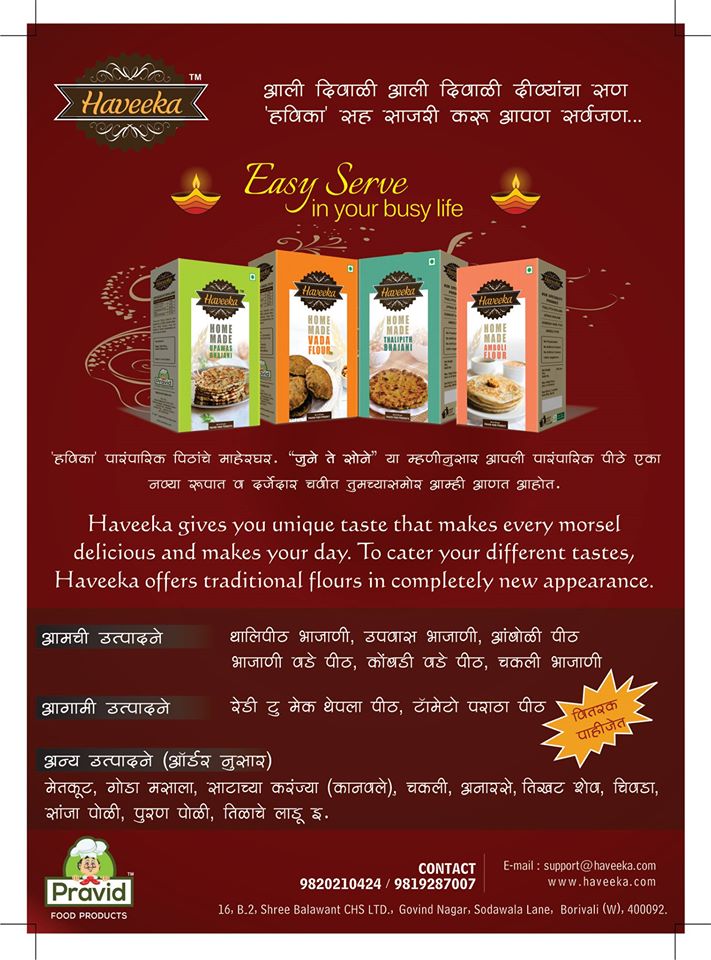 Haveeka TM
आली दिवाळी आली दिवाळी दीव्यांचा सण
'हविका' सह साजरी करू आपण सर्वजण...
Easy Serve
in your busy life
Haveeka
HOME
MADE
UPAWAS
BHAJANI
Haveeka
HOME
MADE
VADA
FLOUR
Haveeka
HOME
MADE
THALIPITH
BHAJANI
Haveeka
HOME
MADE
AMBOLI
FLOUR
'हविका' पारंपारिक पिठांचे माहेरघर. “जुने ते सोने” या म्हणीनुसार आपली पारंपारिक पीठे एका
नव्या रूपात व दर्जेदार चवीत तुमच्यासमोर आम्ही आणत आहोत.
Haveeka gives you unique taste that makes every morsel
delicious and makes your day. To cater your different tastes,
Haveeka offers traditional flours in completely new appearance.
आमची उत्पादने थालिपीठ भाजाणी, उपवास भाजाणी, आंबोळी पीठ
भाजाणी वडे पीठ, कोंबडी वडे पीठ, चकली भाजाणी
आगामी उत्पादने रेडी टु मेक थेपला पीठ, टॅामेटो पराठा पीठ
वितरक
पाहीजेत
अन्य उत्पादने (ऑर्डर नुसार)
मेतकूट, गोडा मसाला, साटाच्या करंज्या (कानवले), चकली, अनारसे, तिखट शेव, चिवडा,
सांजा पोळी, पुरण पोळी, तिळाचे लाडू इ.
Pravid TM
FOOD PRODUCTS
CONTACT
9820210424 / 9819287007
E-mail : support@haveeka.com
www.haveeka.com
16, B.2, Shree Balawant CHS LTD., Govind Nagar, Sodawala Lane, Borivali (W), 400092.